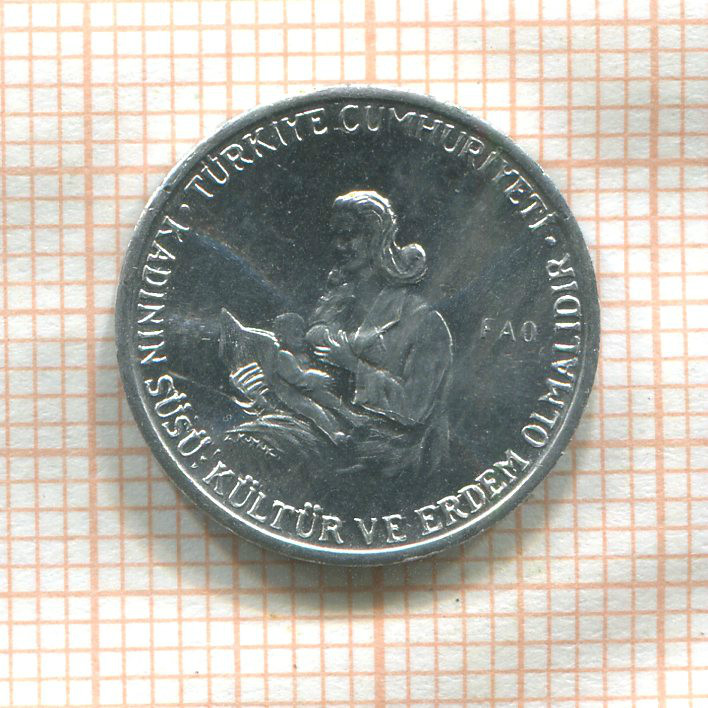 TÜRKİYE CUMHURİYETİ
KADININ SÜSÜ; KÜLTÜR VE ERDEM OLMALIDIR
FAO